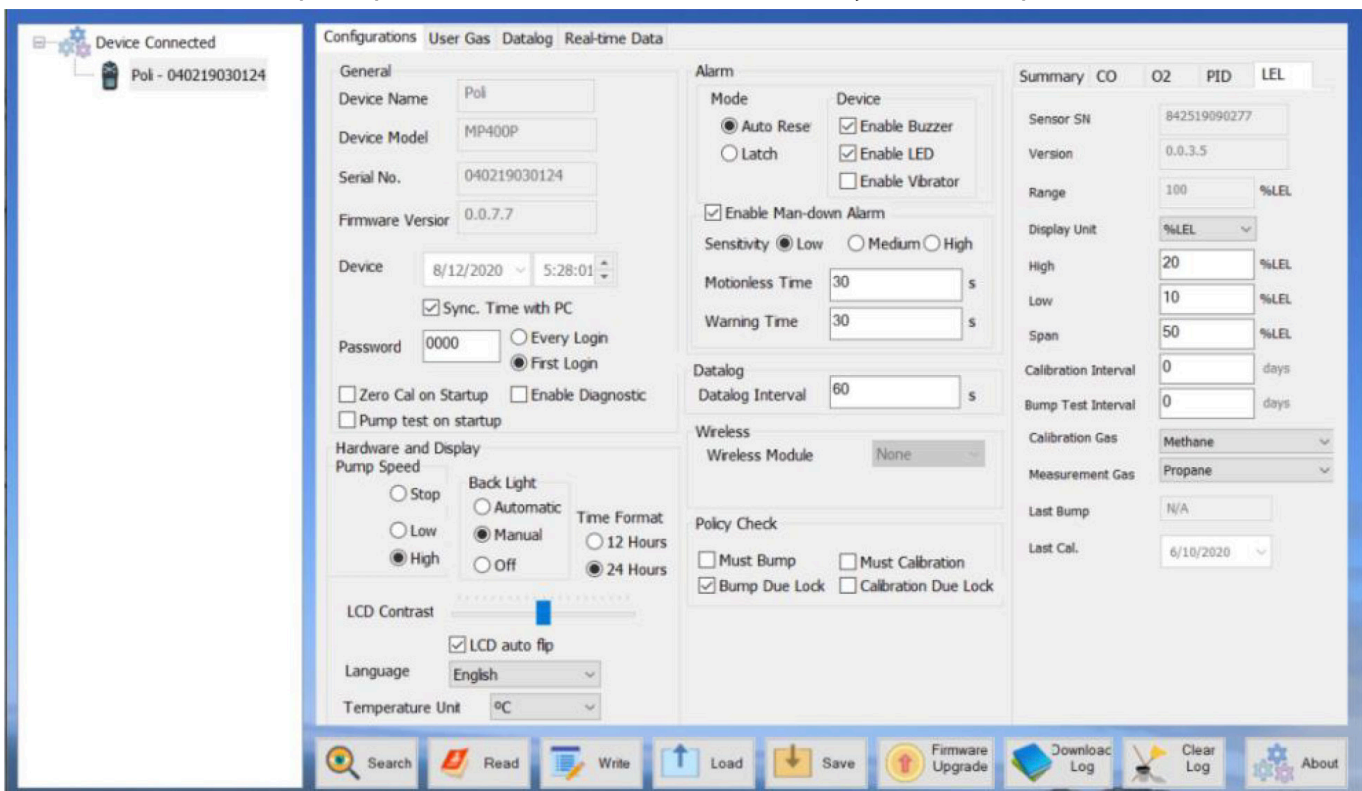 Device Connected
Poli - 040219030124
Configurations User Gas Datalog Real-time Data
General
Device Name Poli
Device Model MP400P
Serial No. 040219030124
Firmware Versior 0.0.7.7
Device 8/12/2020 5:28:01
Sync. Time with PC
Password 0000
Every Login
First Login
Zero Cal on Startup Enable Diagnostic
Pump test on startup
Hardware and Display
Pump Speed
Stop
Low
High
Back Light
Automatic
Manual
Off
Time Format
12 Hours
24 Hours
LCD Contrast
LCD auto flip
Language English
Temperature Unit ºC
Alarm
Mode
Auto Rese
Latch
Device
Enable Buzzer
Enable LED
Enable Vibrator
Enable Man-down Alarm
Sensitivity Low Medium High
Motionless Time 30 s
Warning Time 30 s
Datalog
Datalog Interval 60 s
Wireless
Wireless Module None
Policy Check
Must Bump Must Calibration
Bump Due Lock Calibration Due Lock
Summary CO O2 PID LEL
Sensor SN 842519090277
Version 0.0.3.5
Range 100 %LEL
Display Unit %LEL
High 20 %LEL
Low 10 %LEL
Span 50 %LEL
Calibration Interval 0 days
Bump Test Interval 0 days
Calibration Gas Methane
Measurement Gas Propane
Last Bump N/A
Last Cal. 6/10/2020
Search
Read
Write
Load
Save
Firmware
Upgrade
Downloac
Log
Clear
Log
About